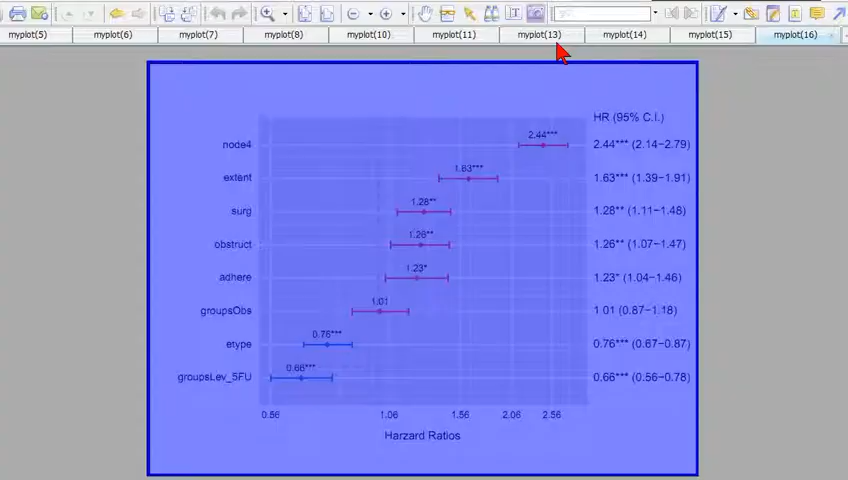 myplot(5) myplot(6) myplot(7) myplot(8) myplot(10) myplot(11) myplot(13) myplot(14) myplot(15) myplot(16)
HR (95% C.I.)
node4 2.44*** 2.44*** (2.14−2.79)
extent 1.63*** 1.63*** (1.39−1.91)
surg 1.28** 1.28** (1.11−1.48)
obstruct 1.26** 1.26** (1.07−1.47)
adhere 1.23* 1.23* (1.04−1.46)
groupsObs 1.01 1.01 (0.87−1.18)
etype 0.76*** 0.76*** (0.67−0.87)
groupsLev_5FU 0.66*** 0.66*** (0.56−0.78)
0.56 1.06 1.56 2.06 2.56
Harzard Ratios